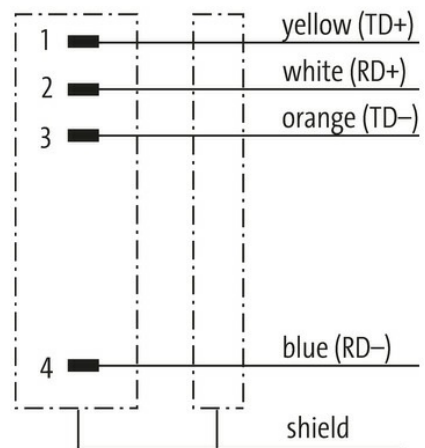 1 yellow (TD+)
2 white (RD+)
3 orange (TD–)
4 blue (RD–)
shield